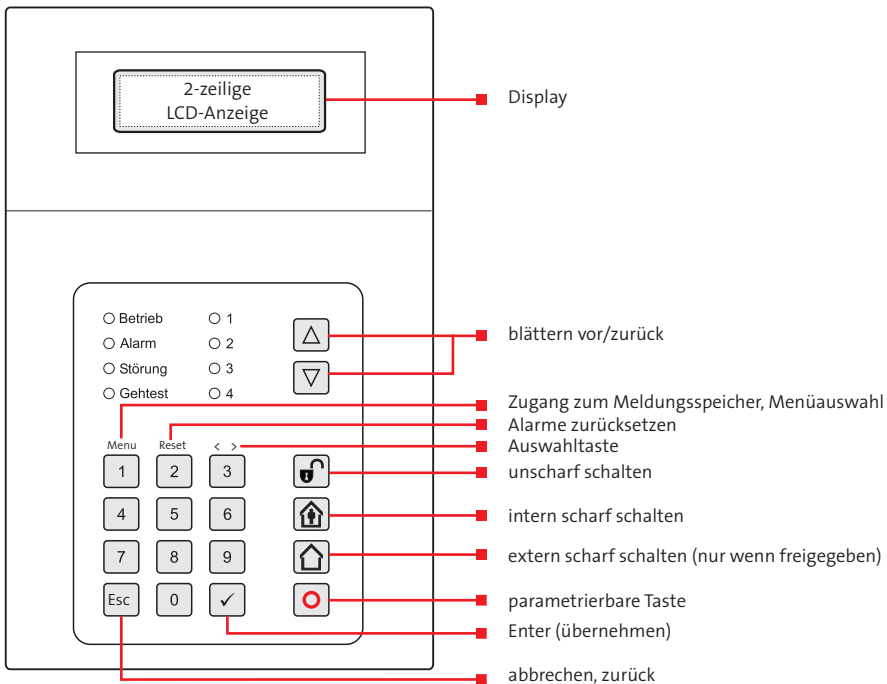 2-zeilige
LCD-Anzeige
Display
Betrieb 1
Alarm 2
Störung 3
Gehtest 4
blättern vor/zurück
Zugang zum Meldungsspeicher, Menüauswahl
Alarme zurücksetzen
Auswahltaste
Menu Reset < >
1 2 3
unscharf schalten
4 5 6
intern scharf schalten
7 8 9
extern scharf schalten (nur wenn freigegeben)
Esc 0 ✓
parametrierbare Taste
Enter (übernehmen)
abbrechen, zurück